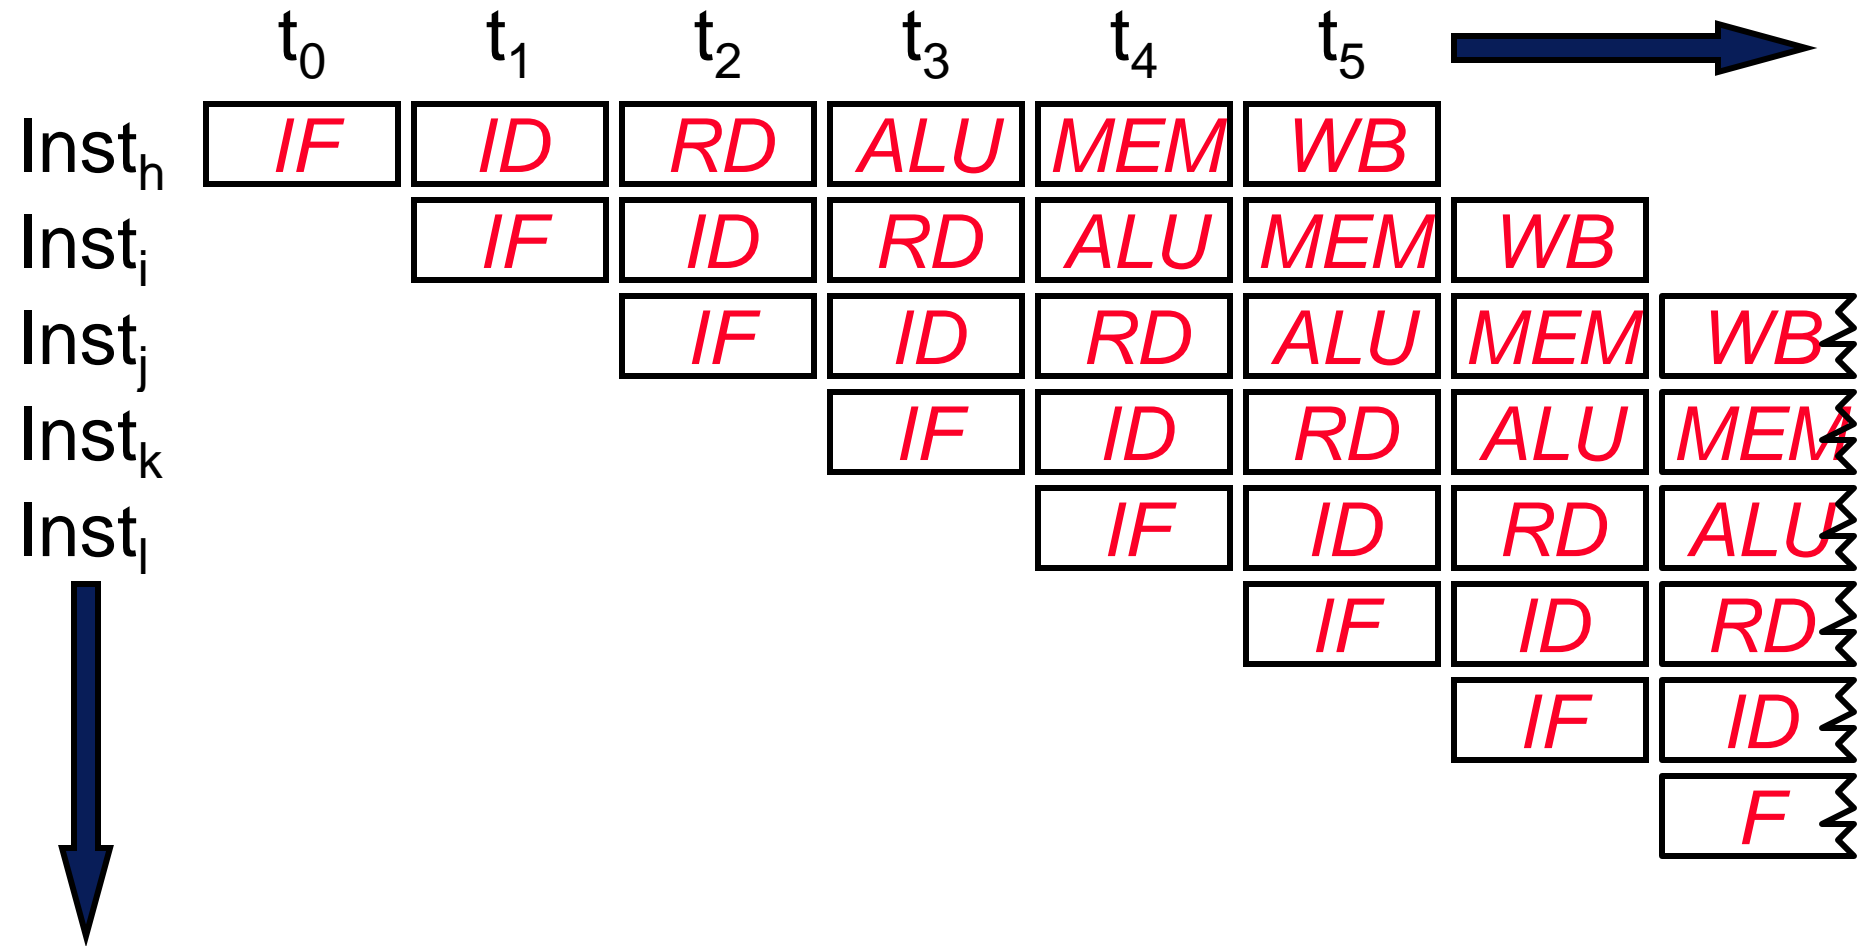 t0 t1 t2 t3 t4 t5
Insth IF ID RD ALU MEM WB
Insti IF ID RD ALU MEM WB
Instj IF ID RD ALU MEM WB
Instk IF ID RD ALU MEM
Instl IF ID RD ALU
IF ID RD
IF ID
F